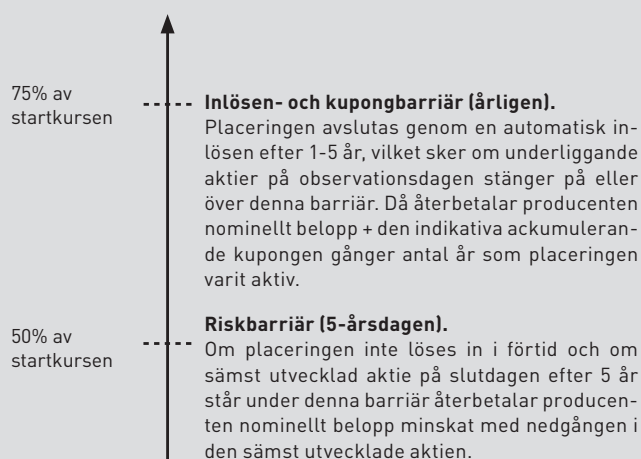 75% av
startkursen
Inlösen- och kupongbarriär (årligen).
Placeringen avslutas genom en automatisk in-
lösen efter 1-5 år, vilket sker om underliggande
aktier på observationsdagen stänger på eller
över denna barriär. Då återbetalar producenten
nominellt belopp + den indikativa ackumuleran-
de kupongen gånger antal år som placeringen
varit aktiv.
50% av
startkursen
Riskbarriär (5-årsdagen).
Om placeringen inte löses in i förtid och om
sämst utvecklad aktie på slutdagen efter 5 år
står under denna barriär återbetalar producen-
ten nominellt belopp minskat med nedgången i
den sämst utvecklade aktien.